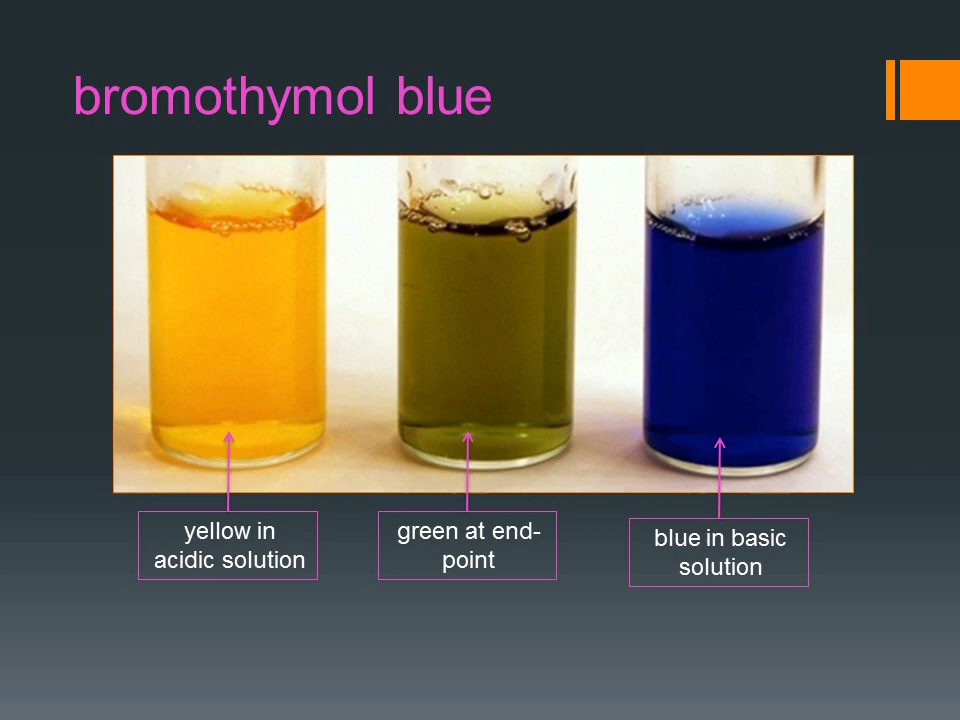 bromothymol blue
yellow in
acidic solution
green at end-
point
blue in basic
solution